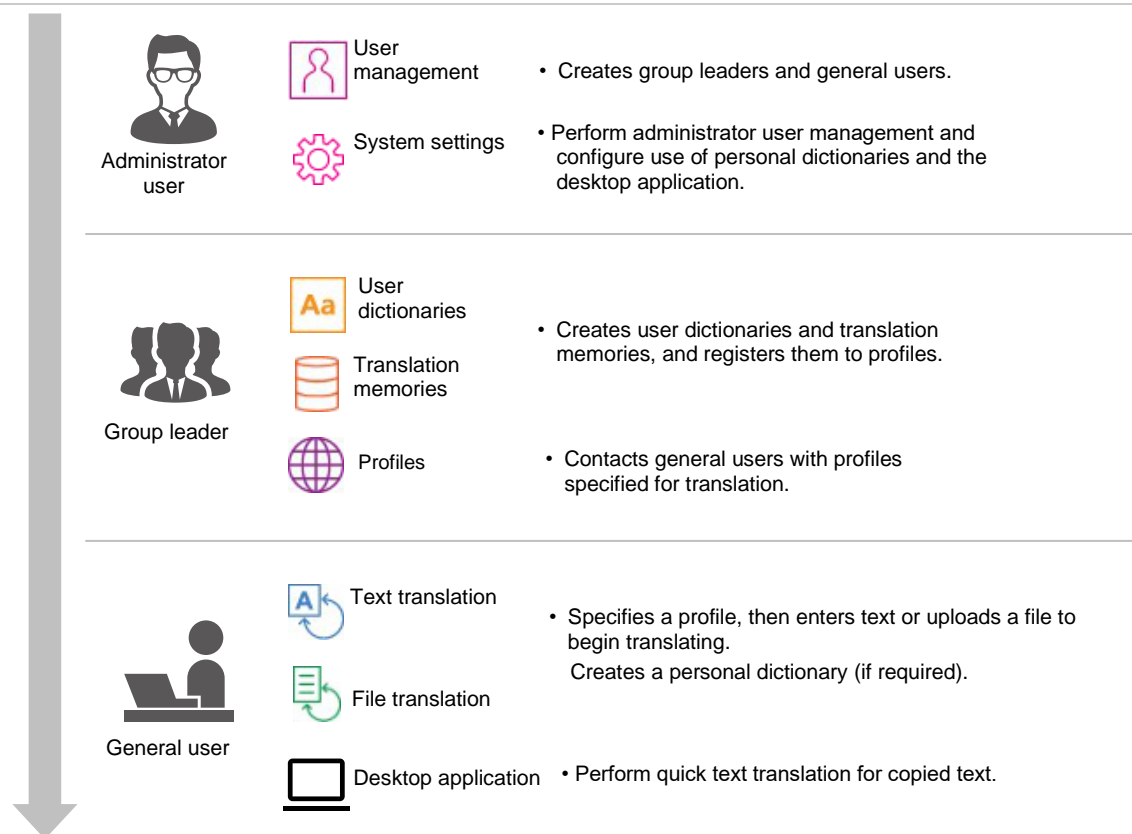 Administrator
user
User
management
• Creates group leaders and general users.
System settings
• Perform administrator user management and
configure use of personal dictionaries and the
desktop application.
Group leader
Aa
User
dictionaries
Translation
memories
• Creates user dictionaries and translation
memories, and registers them to profiles.
Profiles
• Contacts general users with profiles
specified for translation.
General user
A
Text translation
• Specifies a profile, then enters text or uploads a file to
begin translating.
Creates a personal dictionary (if required).
File translation
Desktop application
• Perform quick text translation for copied text.